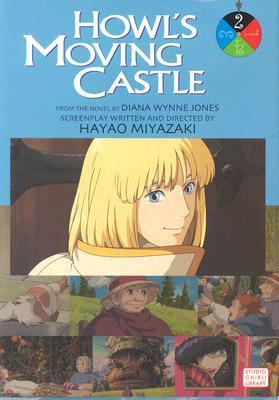 HOWL'S
MOVING
CASTLE
2
FROM THE NOVEL BY DIANA WYNNE JONES
SCREENPLAY WRITTEN AND DIRECTED BY
HAYAO MIYAZAKI
STUDIO
GHIBLI
LIBRARY